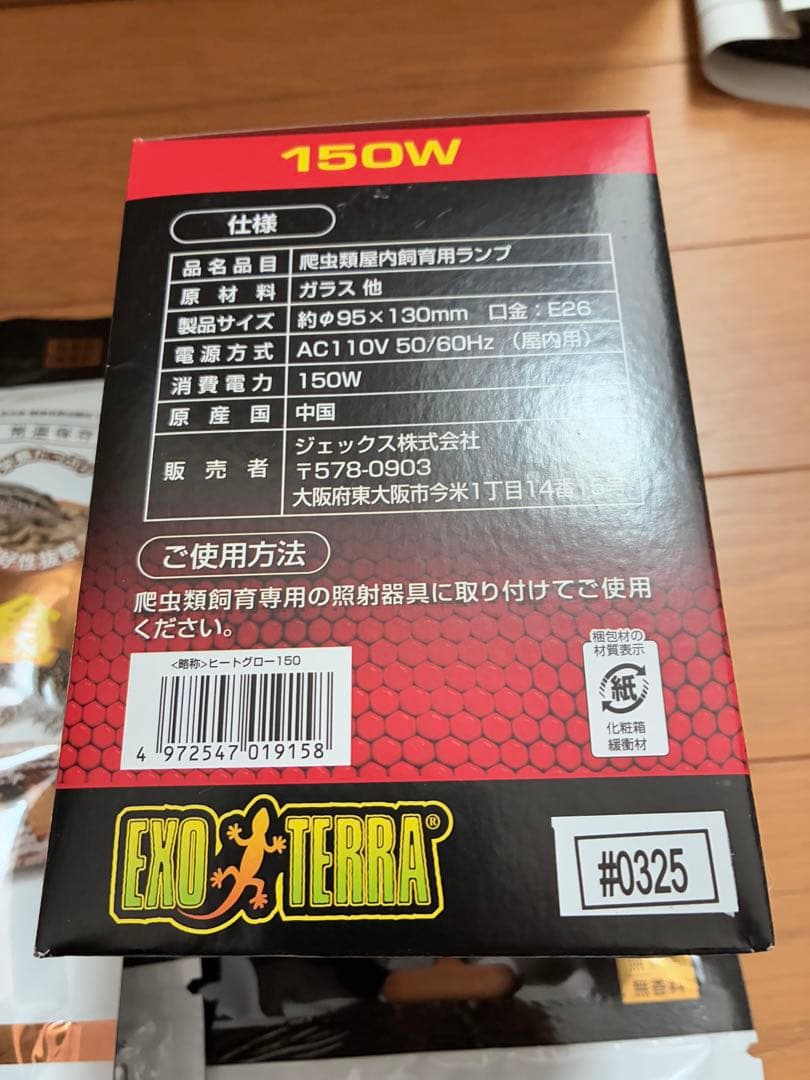 150W
仕様
品名品目 爬虫類屋内飼育用ランプ
原材料 ガラス 他
製品サイズ 約φ95×130mm 口金：E26
電源方式 AC110V 50/60Hz （屋内用）
消費電力 150W
原産国 中国
販売者 ジェックス株式会社
〒578-0903
大阪府東大阪市今米1丁目14番15号
ご使用方法
爬虫類飼育専用の照射器具に取り付けてご使用
ください。
<略称>ヒートグロー150
4 972547 019158
梱包材の
材質表示
紙
化粧箱
緩衝材
EXO TERRA®
#0325
無香料